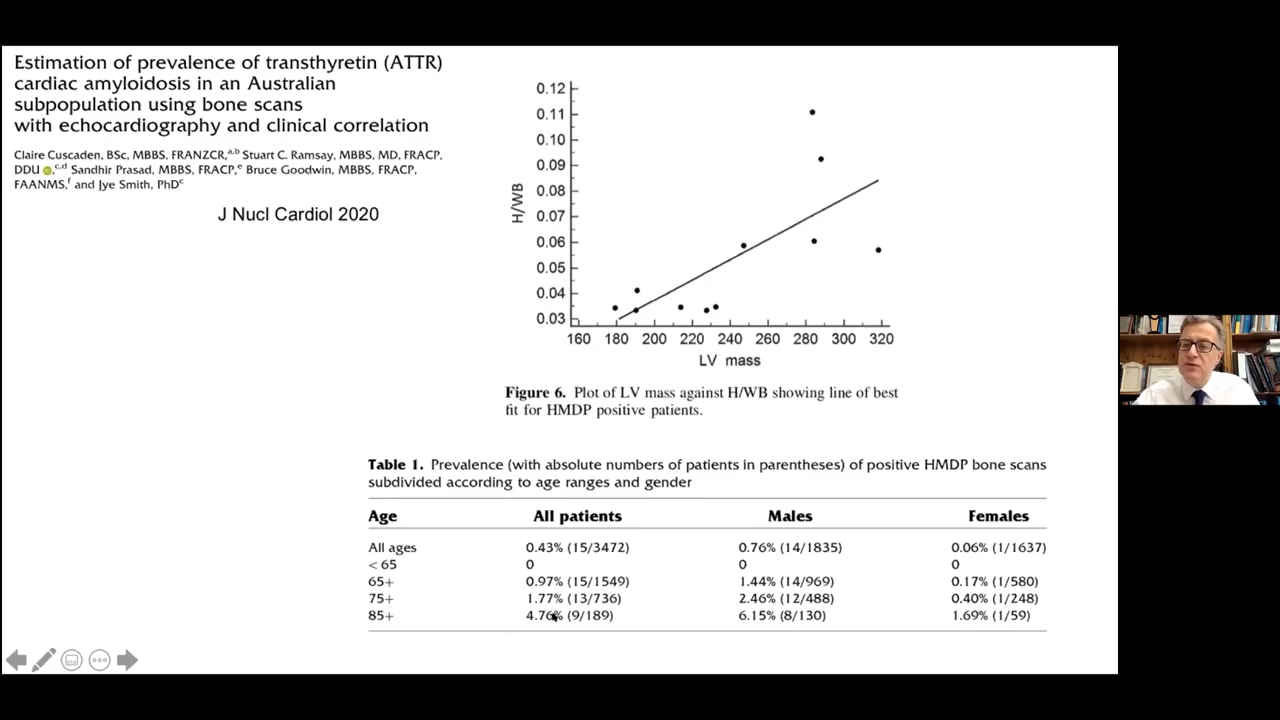 Estimation of prevalence of transthyretin (ATTR)
cardiac amyloidosis in an Australian
subpopulation using bone scans
with echocardiography and clinical correlation
Claire Cuscaden, BSc, MBBS, FRANZCR,a,b Stuart C. Ramsay, MBBS, MD, FRACP,
DDU iD,c,d Sandhir Prasad, MBBS, FRACP,e Bruce Goodwin, MBBS, FRACP,
FAANMS,f and Jye Smith, PhDc
J Nucl Cardiol 2020
0.12
0.11
0.10
0.09
0.08
0.07
0.06
0.05
0.04
0.03
H/WB
160 180 200 220 240 260 280 300 320
LV mass
Figure 6. Plot of LV mass against H/WB showing line of best
fit for HMDP positive patients.
Table 1. Prevalence (with absolute numbers of patients in parentheses) of positive HMDP bone scans
subdivided according to age ranges and gender
Age All patients Males Females
All ages 0.43% (15/3472) 0.76% (14/1835) 0.06% (1/1637)
<65 0 0 0
65+ 0.97% (15/1549) 1.44% (14/969) 0.17% (1/580)
75+ 1.77% (13/736) 2.46% (12/488) 0.40% (1/248)
85+ 4.76% (9/189) 6.15% (8/130) 1.69% (1/59)